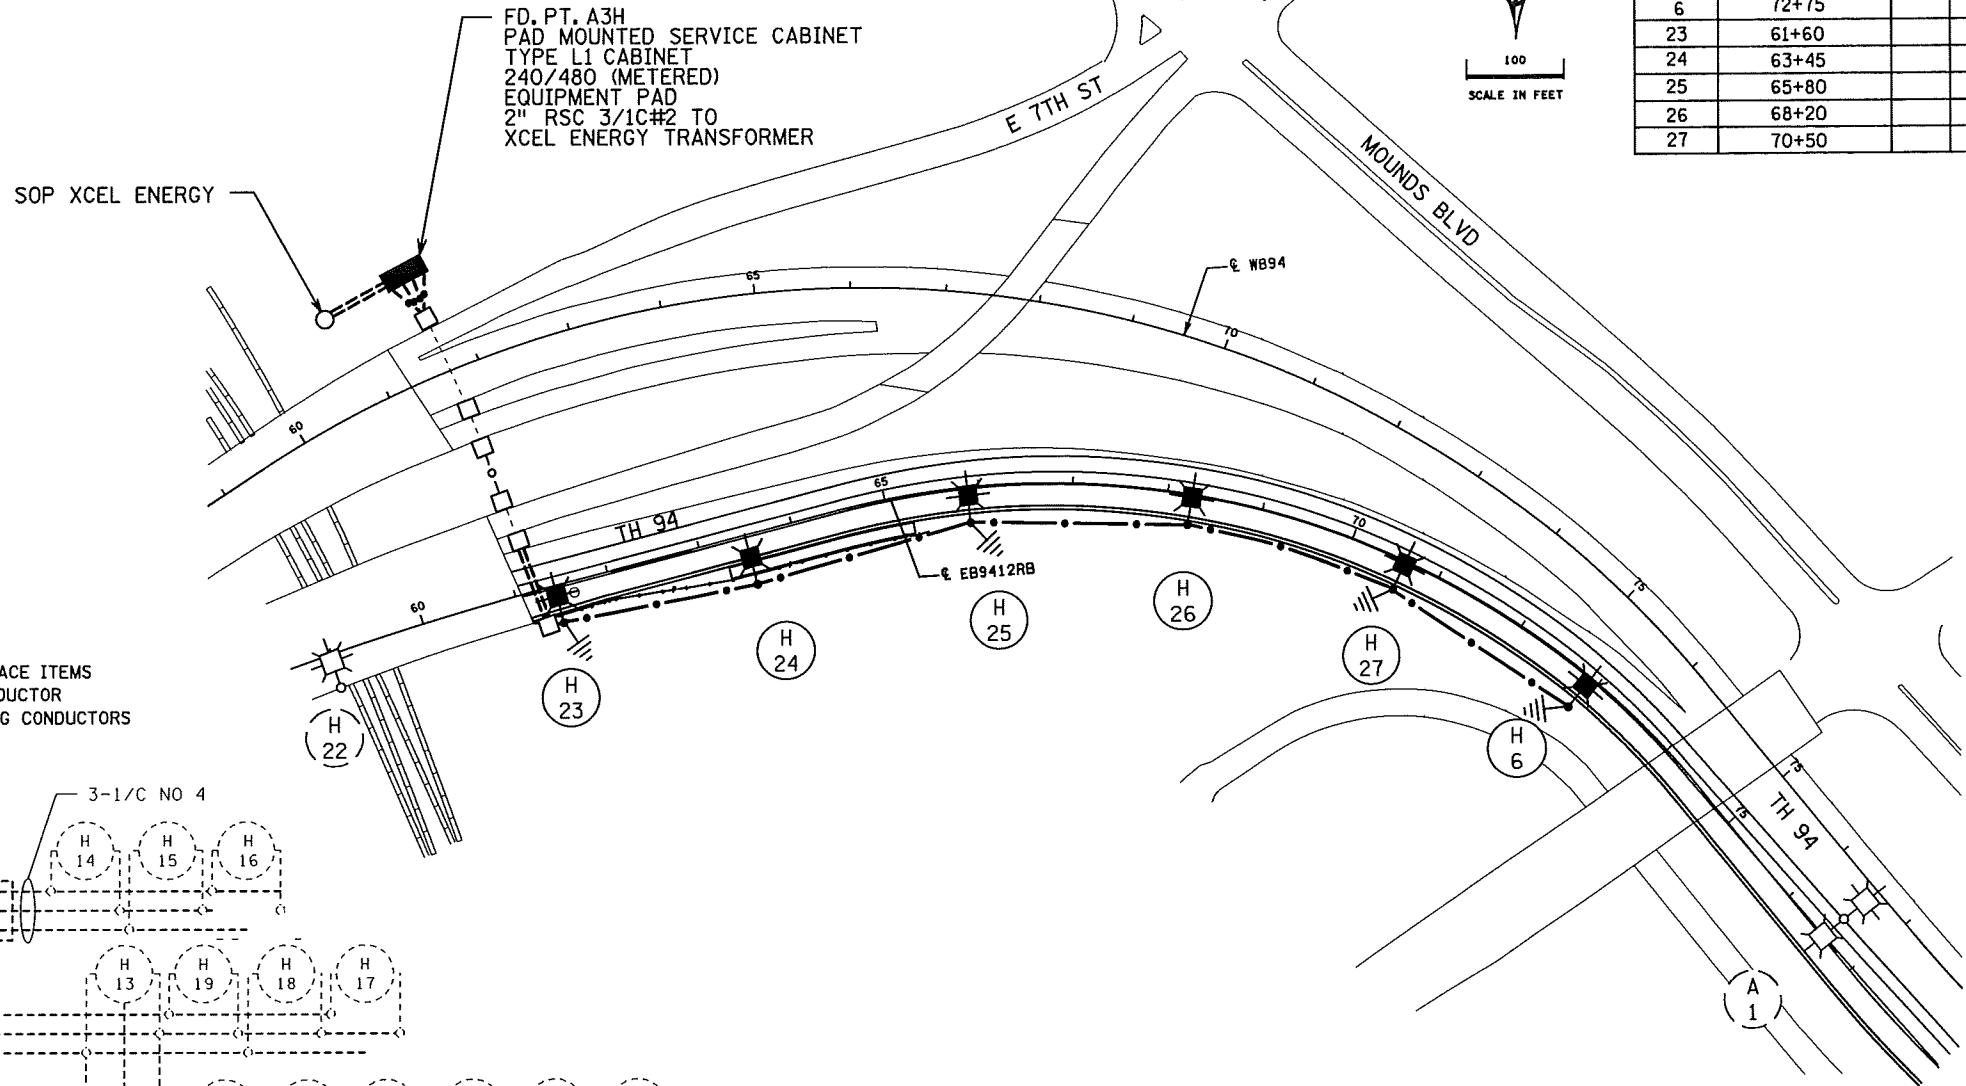 FD. PT. A3H
PAD MOUNTED SERVICE CABINET
TYPE L1 CABINET
240/480 (METERED)
EQUIPMENT PAD
2" RSC 3/1C#2 TO
XCEL ENERGY TRANSFORMER
SOP XCEL ENERGY
E 7TH ST
MOUNDS BLVD
100
SCALE IN FEET
6 72+75
23 61+60
24 63+45
25 65+80
26 68+20
27 70+50
℄ WB94
60
65
70
75
75
TH 94
60
65
70
75
TH 94
℄ EB9412RB
H 22
H 23
H 24
H 25
H 26
H 27
H 6
A 1
ACE ITEMS
DUCTOR
G CONDUCTORS
3-1/C NO 4
H 14
H 15
H 16
H 13
H 19
H 18
H 17